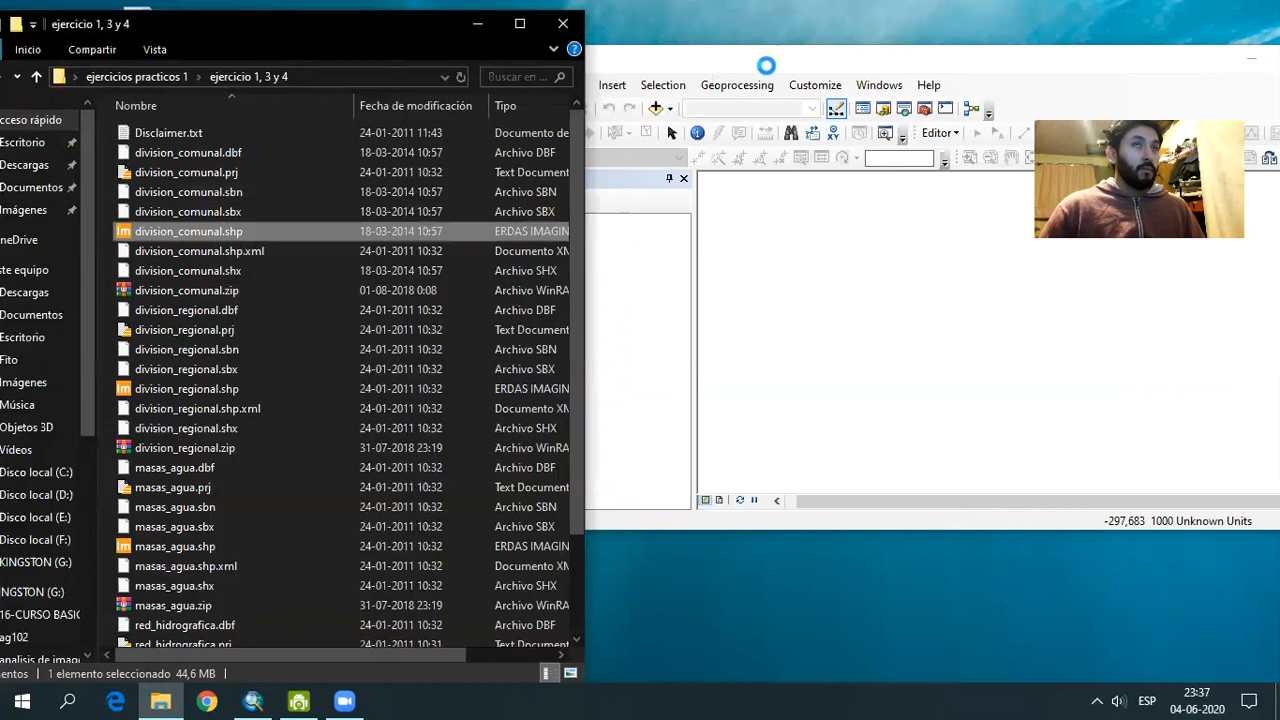 ejercicio 1, 3 y 4
Inicio
Compartir
Vista
ejercicios practicos 1
ejercicio 1, 3 y 4
Buscar en ...
Nombre
Fecha de modificación
Tipo
cceso rápido
Escritorio
Descargas
Documentos
Imágenes
neDrive
ste equipo
Descargas
Documentos
Escritorio
Fito
Imágenes
Música
Objetos 3D
Vídeos
Disco local (C:)
Disco local (D:)
Disco local (E:)
Disco local (F:)
KINGSTON (G:)
INGSTON (G:)
16-CURSO BASIC
ag102
analisis de image
Disclaimer.txt 24-01-2011 11:43 Documento de
division_comunal.dbf 18-03-2014 10:57 Archivo DBF
division_comunal.prj 24-01-2011 10:32 Text Document
division_comunal.sbn 18-03-2014 10:57 Archivo SBN
division_comunal.sbx 18-03-2014 10:57 Archivo SBX
division_comunal.shp 18-03-2014 10:57 ERDAS IMAGIN
division_comunal.shp.xml 24-01-2011 10:32 Documento XM
division_comunal.shx 18-03-2014 10:57 Archivo SHX
division_comunal.zip 01-08-2018 0:08 Archivo WinRA
division_regional.dbf 24-01-2011 10:32 Archivo DBF
division_regional.prj 24-01-2011 10:32 Text Document
division_regional.sbn 24-01-2011 10:32 Archivo SBN
division_regional.sbx 24-01-2011 10:32 Archivo SBX
division_regional.shp 24-01-2011 10:32 ERDAS IMAGIN
division_regional.shp.xml 24-01-2011 10:32 Documento XM
division_regional.shx 24-01-2011 10:32 Archivo SHX
division_regional.zip 31-07-2018 23:19 Archivo WinRA
masas_agua.dbf 24-01-2011 10:32 Archivo DBF
masas_agua.prj 24-01-2011 10:32 Text Document
masas_agua.sbn 24-01-2011 10:32 Archivo SBN
masas_agua.sbx 24-01-2011 10:32 Archivo SBX
masas_agua.shp 24-01-2011 10:32 ERDAS IMAGIN
masas_agua.shp.xml 24-01-2011 10:32 Documento XM
masas_agua.shx 24-01-2011 10:32 Archivo SHX
masas_agua.zip 31-07-2018 23:19 Archivo WinRA
red_hidrografica.dbf 24-01-2011 10:32 Archivo DBF
red_hidrografica.prj 24-01-2011 10:31 Text Document
mentos 1 elemento seleccionado 44,6 MB
Insert Selection Geoprocessing Customize Windows Help
Editor
-297,683 1000 Unknown Units
ESP
23:37
04-06-2020